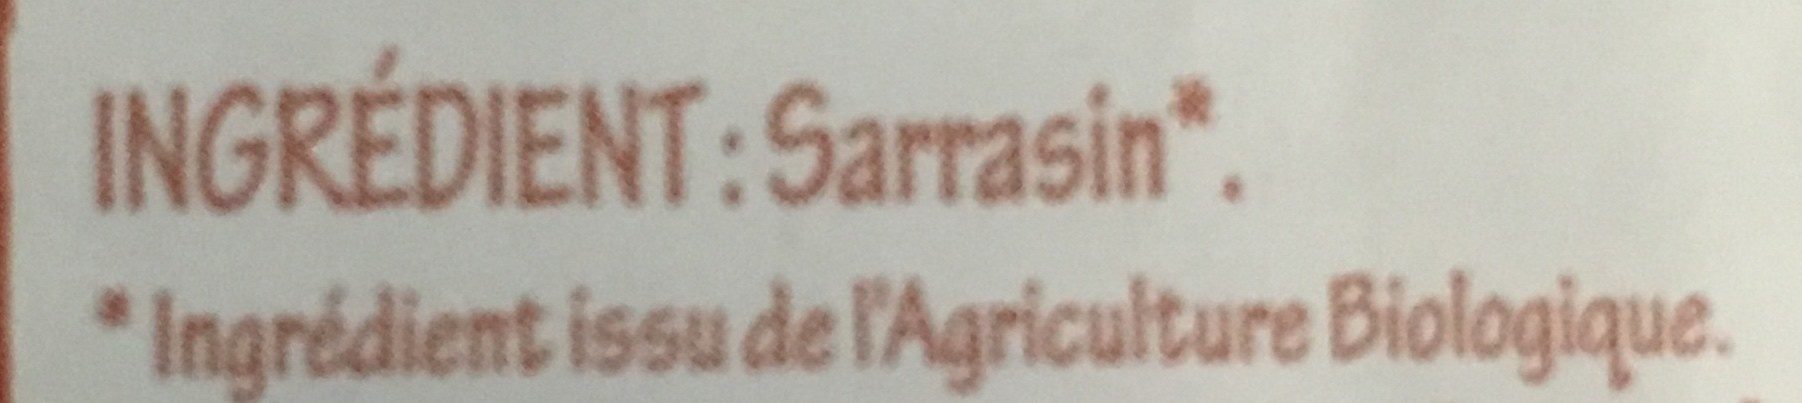 INGRÉDIENT : Sarrasin*.
* Ingrédient issu de l'Agriculture Biologique.